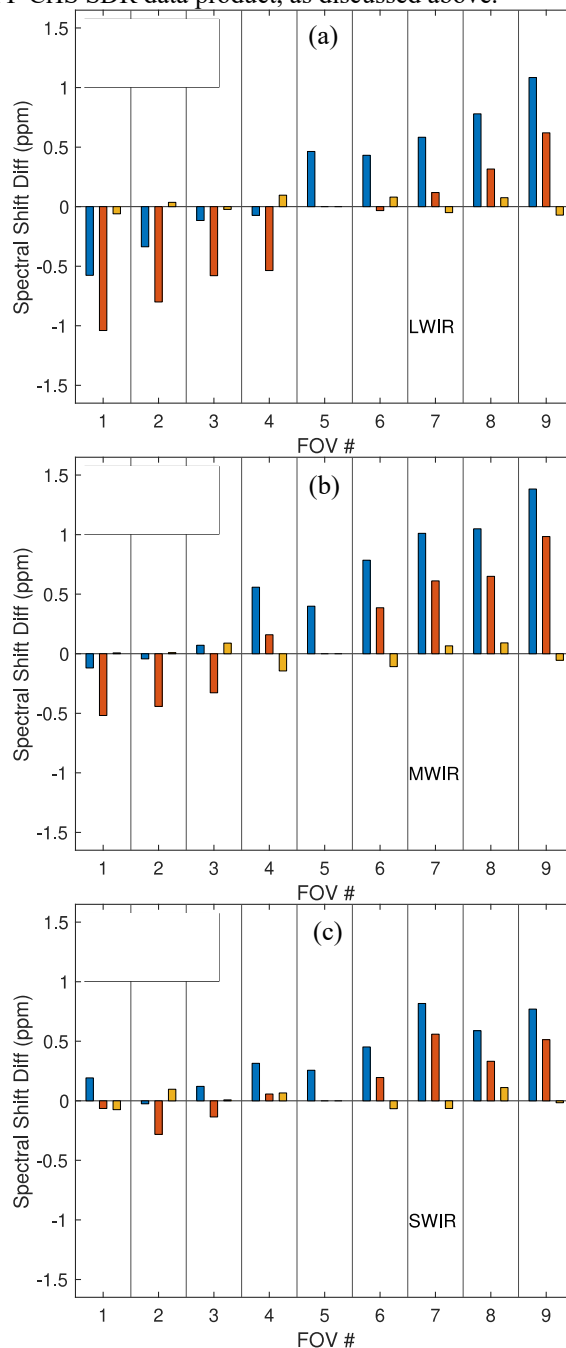 CrIS SDR data product, as discussed above.
(a)
1.5
1
0.5
0
-0.5
-1
-1.5
Spectral Shift Diff (ppm)
LWIR
1 2 3 4 5 6 7 8 9
FOV #
(b)
1.5
1
0.5
0
-0.5
-1
-1.5
Spectral Shift Diff (ppm)
MWIR
1 2 3 4 5 6 7 8 9
FOV #
(c)
1.5
1
0.5
0
-0.5
-1
-1.5
Spectral Shift Diff (ppm)
SWIR
1 2 3 4 5 6 7 8 9
FOV #